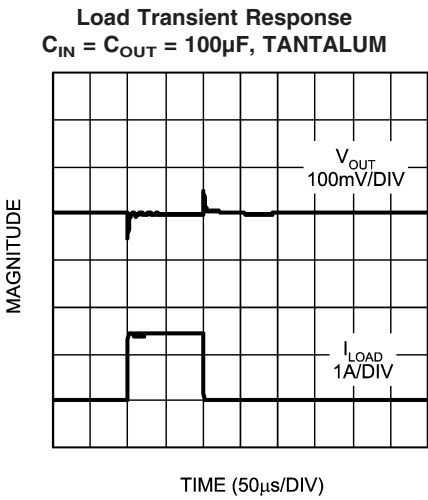 Load Transient Response
C_IN = C_OUT = 100µF, TANTALUM
V_OUT
100mV/DIV
MAGNITUDE
I_LOAD
1A/DIV
TIME (50µs/DIV)